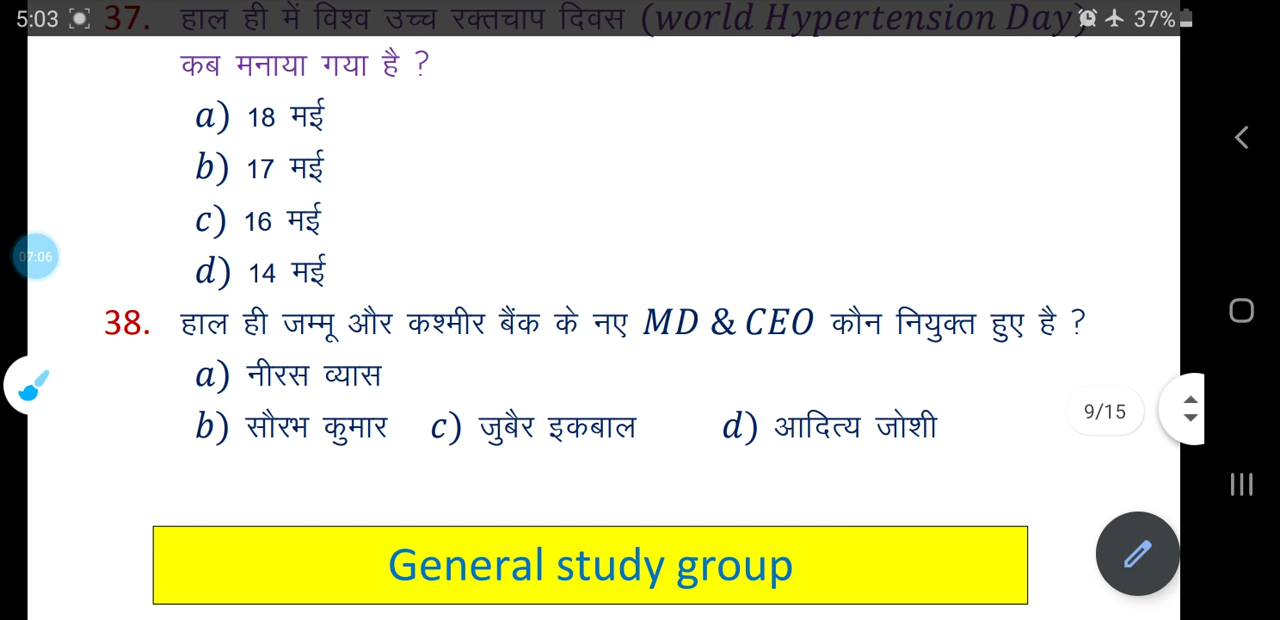 5:03 37%
37. हाल ही में विश्व उच्च रक्तचाप दिवस (world Hypertension Day)
कब मनाया गया है ?
a) 18 मई
b) 17 मई
c) 16 मई
d) 14 मई
07:06
38. हाल ही जम्मू और कश्मीर बैंक के नए MD & CEO कौन नियुक्त हुए है ?
a) नीरस व्यास
9/15
b) सौरभ कुमार c) जुबैर इकबाल d) आदित्य जोशी
General study group